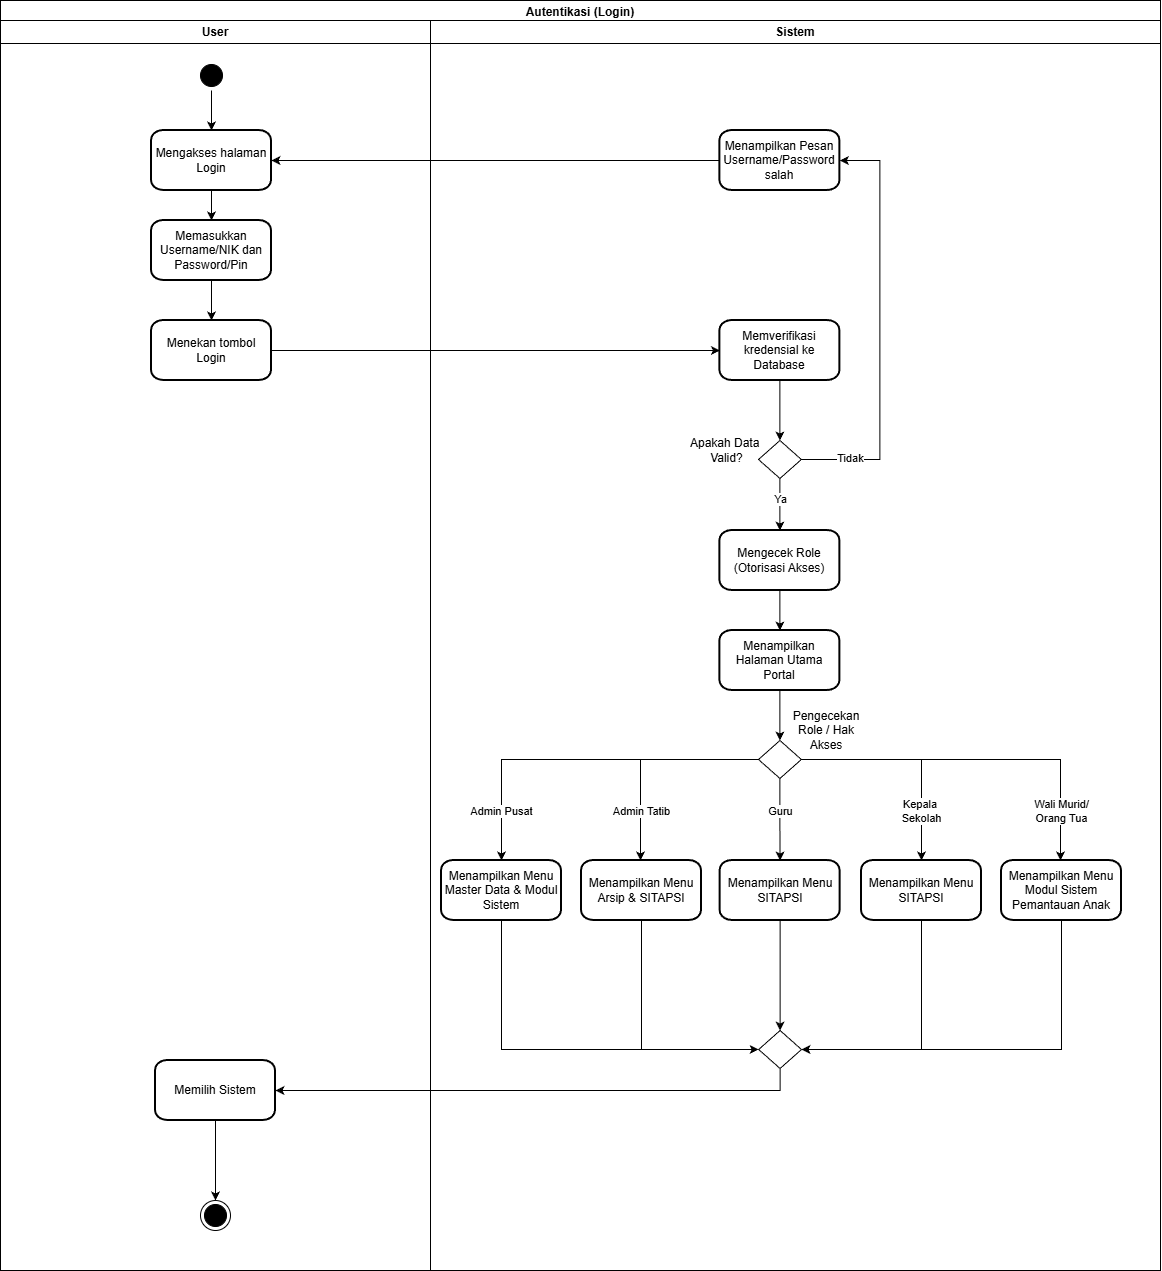 Autentikasi (Login)
User
Sistem
Mengakses halaman
Login
Menampilkan Pesan
Username/Password
salah
Memasukkan
Username/NIK dan
Password/Pin
Menekan tombol
Login
Memverifikasi
kredensial ke
Database
Apakah Data
Valid?
Tidak
Ya
Mengecek Role
(Otorisasi Akses)
Menampilkan
Halaman Utama
Portal
Pengecekan
Role / Hak
Akses
Admin Pusat
Admin Tatib
Guru
Kepala
Sekolah
Wali Murid/
Orang Tua
Menampilkan Menu
Master Data & Modul
Sistem
Menampilkan Menu
Arsip & SITAPSI
Menampilkan Menu
SITAPSI
Menampilkan Menu
SITAPSI
Menampilkan Menu
Modul Sistem
Pemantauan Anak
Memilih Sistem